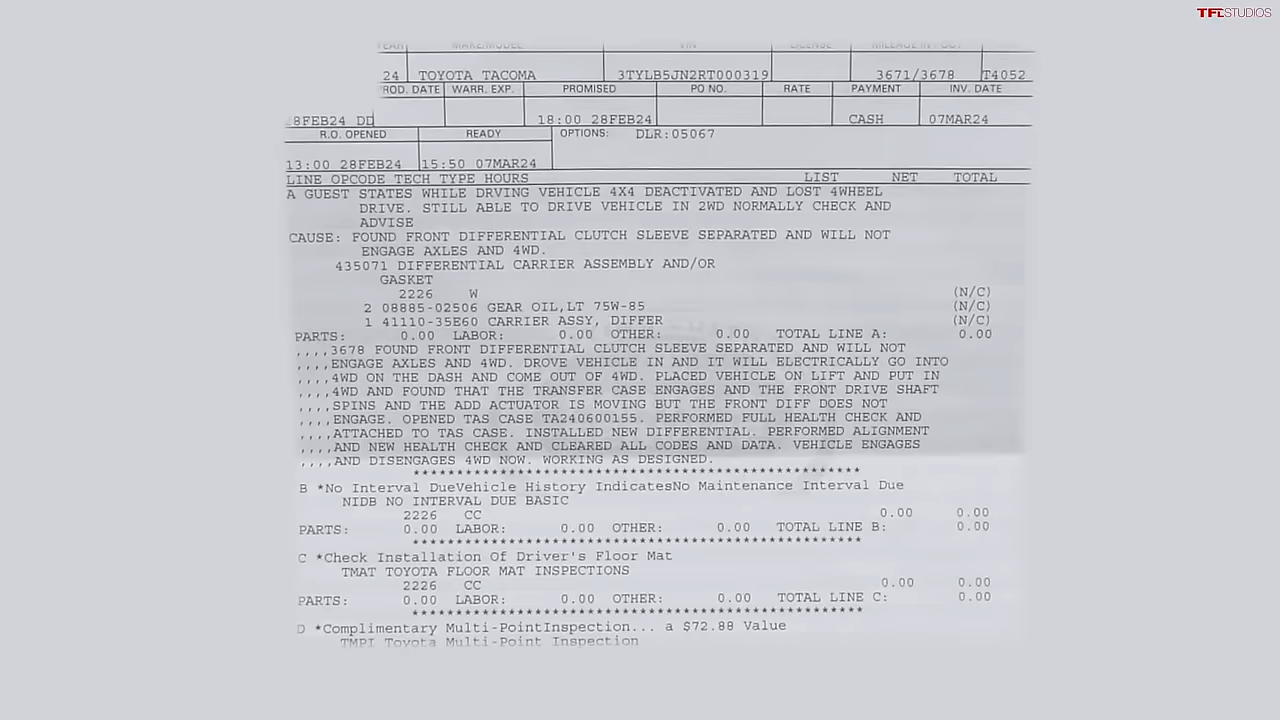 TFLSTUDIOS
YEAR MAKE/MODEL VIN LICENSE MILEAGE IN / OUT
24 TOYOTA TACOMA 3TYLB5JN2RT000319 3671/3678 T4052
PROD. DATE WARR. EXP. PROMISED PO NO. RATE PAYMENT INV. DATE
8FEB24 DD 18:00 28FEB24 CASH 07MAR24
R.O. OPENED READY OPTIONS: DLR:05067
13:00 28FEB24 15:50 07MAR24
LINE OPCODE TECH TYPE HOURS LIST NET TOTAL
A GUEST STATES WHILE DRVING VEHICLE 4X4 DEACTIVATED AND LOST 4WHEEL
DRIVE. STILL ABLE TO DRIVE VEHICLE IN 2WD NORMALLY CHECK AND
ADVISE
CAUSE: FOUND FRONT DIFFERENTIAL CLUTCH SLEEVE SEPARATED AND WILL NOT
ENGAGE AXLES AND 4WD.
435071 DIFFERENTIAL CARRIER ASSEMBLY AND/OR
GASKET
2226 W (N/C)
2 08885-02506 GEAR OIL,LT 75W-85 (N/C)
1 41110-35E60 CARRIER ASSY, DIFFER (N/C)
PARTS: 0.00 LABOR: 0.00 OTHER: 0.00 TOTAL LINE A: 0.00
,,,,3678 FOUND FRONT DIFFERENTIAL CLUTCH SLEEVE SEPARATED AND WILL NOT
,,,,ENGAGE AXLES AND 4WD. DROVE VEHICLE IN AND IT WILL ELECTRICALLY GO INTO
,,,,4WD ON THE DASH AND COME OUT OF 4WD. PLACED VEHICLE ON LIFT AND PUT IN
,,,,4WD AND FOUND THAT THE TRANSFER CASE ENGAGES AND THE FRONT DRIVE SHAFT
,,,,SPINS AND THE ADD ACTUATOR IS MOVING BUT THE FRONT DIFF DOES NOT
,,,,ENGAGE. OPENED TAS CASE TA240600155. PERFORMED FULL HEALTH CHECK AND
,,,,ATTACHED TO TAS CASE. INSTALLED NEW DIFFERENTIAL. PERFORMED ALIGNMENT
,,,,AND NEW HEALTH CHECK AND CLEARED ALL CODES AND DATA. VEHICLE ENGAGES
,,,,AND DISENGAGES 4WD NOW. WORKING AS DESIGNED.
****************************************************
B *No Interval DueVehicle History IndicatesNo Maintenance Interval Due
NIDB NO INTERVAL DUE BASIC
2226 CC 0.00 0.00
PARTS: 0.00 LABOR: 0.00 OTHER: 0.00 TOTAL LINE B: 0.00
****************************************************
C *Check Installation Of Driver's Floor Mat
TMAT TOYOTA FLOOR MAT INSPECTIONS
2226 CC 0.00 0.00
PARTS: 0.00 LABOR: 0.00 OTHER: 0.00 TOTAL LINE C: 0.00
****************************************************
D *Complimentary Multi-PointInspection... a $72.88 Value
TMPI Toyota Multi-Point Inspection